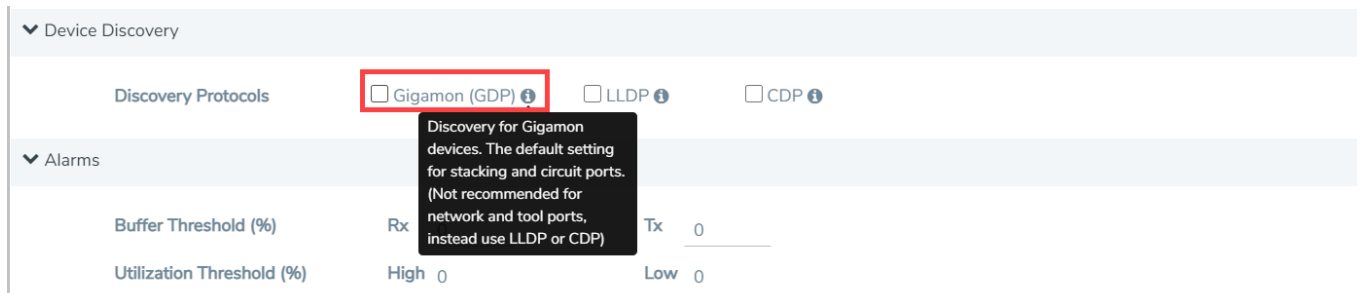 Device Discovery
Discovery Protocols Gigamon (GDP) LLDP CDP
Discovery for Gigamon
devices. The default setting
for stacking and circuit ports.
(Not recommended for
network and tool ports,
instead use LLDP or CDP)
Alarms
Buffer Threshold (%) Rx Tx 0
Utilization Threshold (%) High 0 Low 0